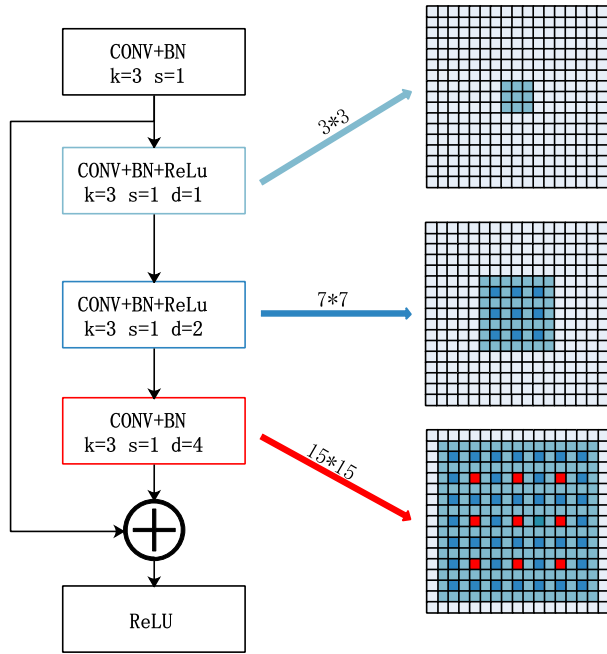 CONV+BN
k=3 s=1
CONV+BN+ReLu
k=3 s=1 d=1
3*3
CONV+BN+ReLu
k=3 s=1 d=2
7*7
CONV+BN
k=3 s=1 d=4
15*15
ReLU